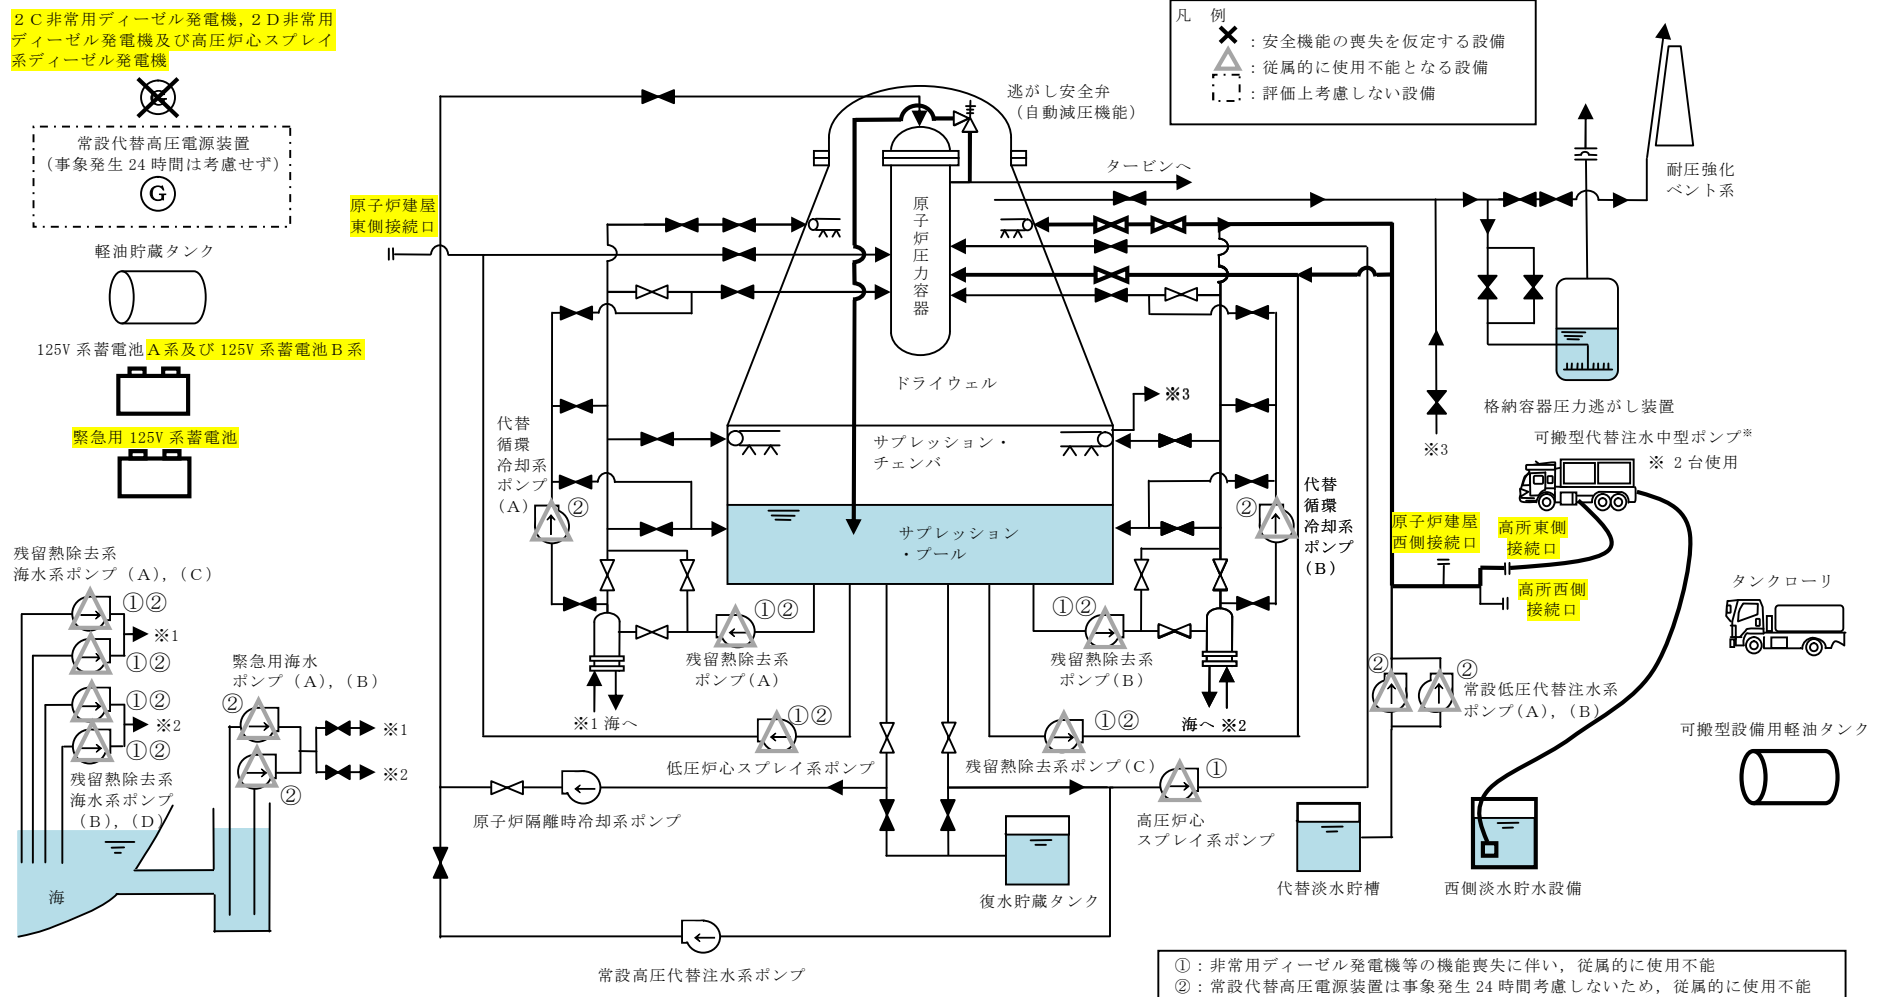 ２Ｃ非常用ディーゼル発電機，２Ｄ非常用
ディーゼル発電機及び高圧炉心スプレイ
系ディーゼル発電機
G
常設代替高圧電源装置
（事象発生 24 時間は考慮せず）
G
軽油貯蔵タンク
125V 系蓄電池Ａ系及び 125V 系蓄電池Ｂ系
緊急用 125V 系蓄電池
残留熱除去系
海水系ポンプ（A），（C）
①②
※1
①②
①②
※2
①②
残留熱除去系
海水系ポンプ
（B），（D）
海
緊急用海水
ポンプ（A），（B）
②
②
※1
※2
原子炉建屋
東側接続口
凡　例
：安全機能の喪失を仮定する設備
：従属的に使用不能となる設備
：評価上考慮しない設備
逃がし安全弁
（自動減圧機能）
タービンへ
原子炉圧力容器
ドライウェル
サプレッション・
チェンバ
サプレッション
・プール
※3
代替
循環
冷却系
ポンプ
（A）
②
代替
循環
冷却系
ポンプ
（B）
②
①②
残留熱除去系
ポンプ（A）
①②
残留熱除去系
ポンプ（B）
※1 海へ
海へ ※2
①②
低圧炉心スプレイ系ポンプ
①②
残留熱除去系ポンプ（C）
①
高圧炉心
スプレイ系ポンプ
原子炉隔離時冷却系ポンプ
復水貯蔵タンク
常設高圧代替注水系ポンプ
耐圧強化
ベント系
格納容器圧力逃がし装置
※3
可搬型代替注水中型ポンプ※
※ 2 台使用
原子炉建屋
西側接続口
高所東側
接続口
高所西側
接続口
タンクローリ
②
②
常設低圧代替注水系
ポンプ（A），（B）
可搬型設備用軽油タンク
代替淡水貯槽
西側淡水貯水設備
①：非常用ディーゼル発電機等の機能喪失に伴い，従属的に使用不能
②：常設代替高圧電源装置は事象発生 24 時間考慮しないため，従属的に使用不能